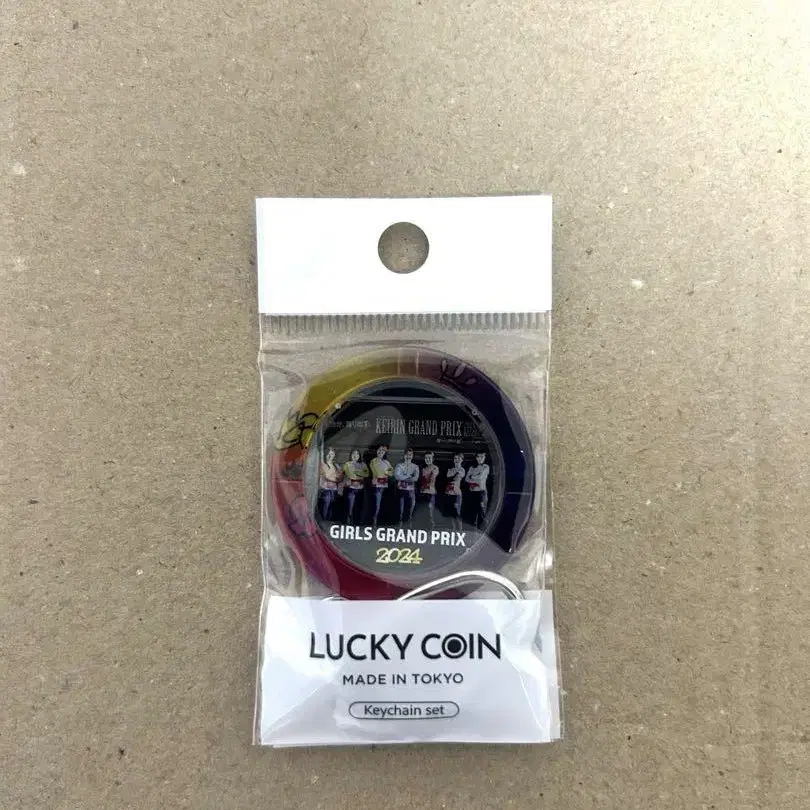 KEIRIN GRAND PRIX
GIRLS GRAND PRIX
2024
LUCKY COIN
MADE IN TOKYO
Keychain set